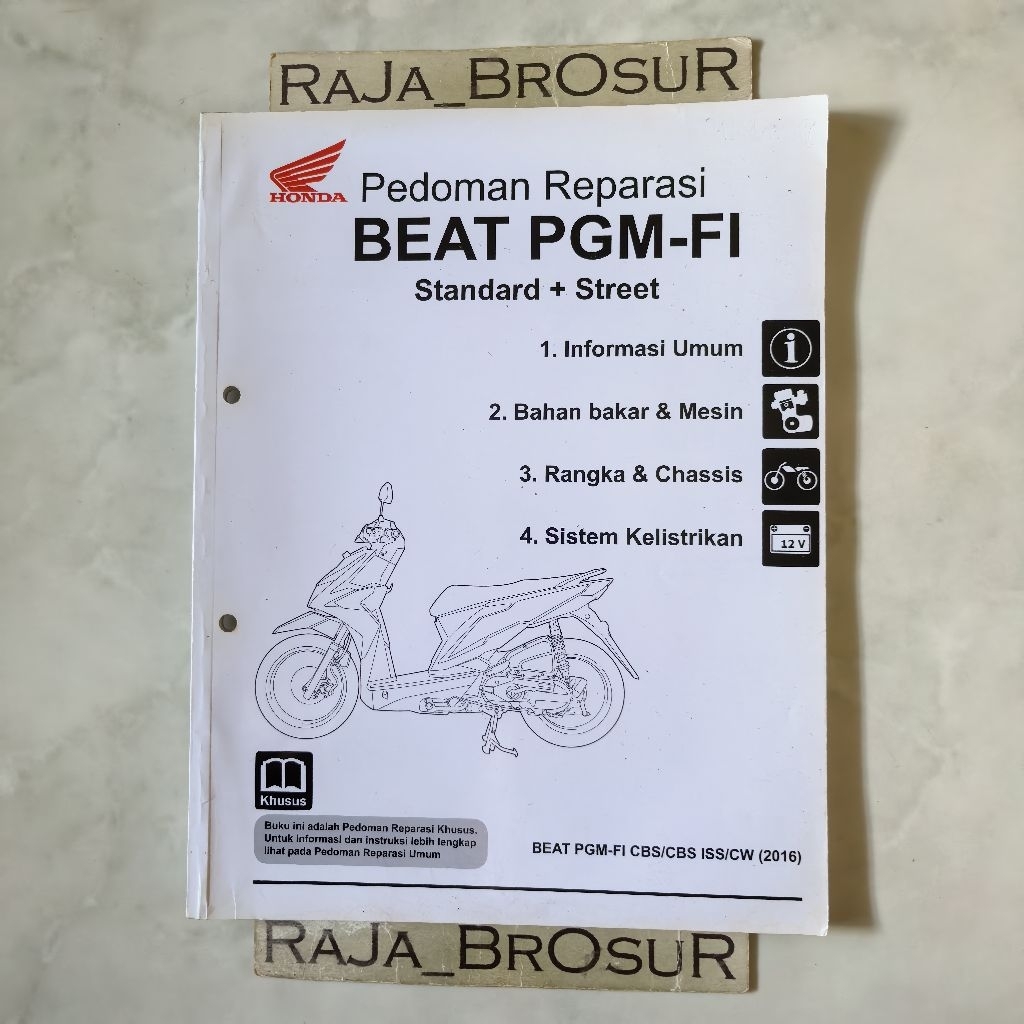 RAJA_BROSUR
HONDA
Pedoman Reparasi
BEAT PGM-FI
Standard + Street
1. Informasi Umum
2. Bahan bakar & Mesin
3. Rangka & Chassis
4. Sistem Kelistrikan
12 V
Khusus
Buku ini adalah Pedoman Reparasi Khusus.
Untuk informasi dan instruksi lebih lengkap
lihat pada Pedoman Reparasi Umum
BEAT PGM-FI CBS/CBS ISS/CW (2016)
RAJA_BROSUR